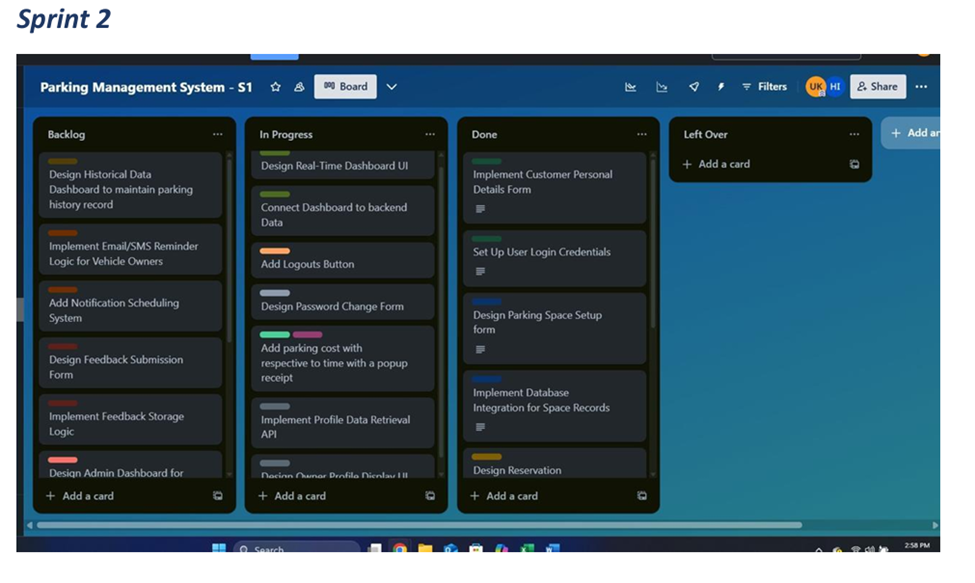 Sprint 2
Parking Management System - S1
Board
Filters
UK
HI
Share
Backlog
Design Historical Data
Dashboard to maintain parking
history record
Implement Email/SMS Reminder
Logic for Vehicle Owners
Add Notification Scheduling
System
Design Feedback Submission
Form
Implement Feedback Storage
Logic
Design Admin Dashboard for
+ Add a card
In Progress
Design Real-Time Dashboard UI
Connect Dashboard to backend
Data
Add Logouts Button
Design Password Change Form
Add parking cost with
respective to time with a popup
receipt
Implement Profile Data Retrieval
API
Design Owner Profile Display UI
+ Add a card
Done
Implement Customer Personal
Details Form
Set Up User Login Credentials
Design Parking Space Setup
form
Implement Database
Integration for Space Records
Design Reservation
+ Add a card
Left Over
+ Add a card
+ Add an
Search
2:58 PM